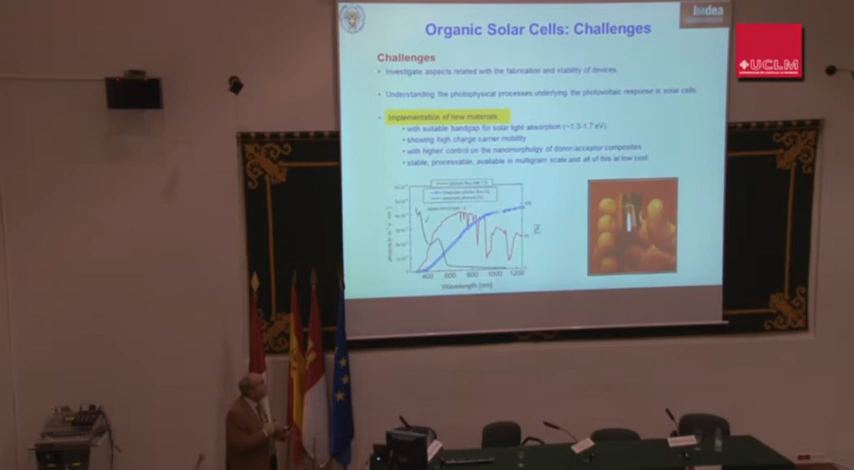 imdea
Organic Solar Cells: Challenges
UCLM
Challenges
• Investigate aspects related with the fabrication and stability of devices.
• Understanding the photophysical processes underlying the photovoltaic response in solar cells.
• Implementation of new materials:
• with suitable bandgap for solar light absorption (~1.3-1.7 eV)
• showing high charge carrier mobility
• with higher control on the nanomorpholgy of donor/acceptor composites
• stable, processable, available in multigram scale and all of this at low cost
400 600 800 1000 1200
Wavelength [nm]